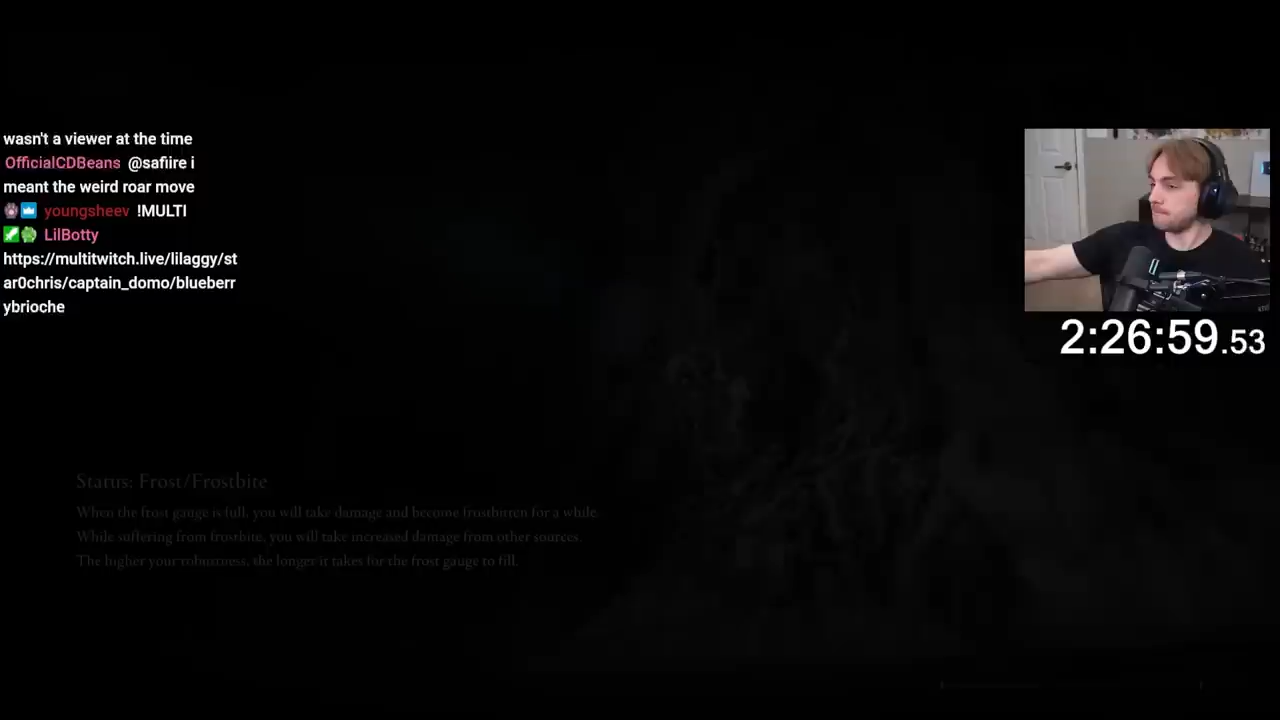 wasn't a viewer at the time
OfficialCDBeans @safiire i
meant the weird roar move
youngsheev !MULTI
LilBotty
https://multitwitch.live/lilaggy/st
ar0chris/captain_domo/blueberr
ybrioche
2:26:59.53
Status: Frost/Frostbite
When the frost gauge is full, you will take damage and become frostbitten for a while.
While suffering from frostbite, you will take increased damage from other sources.
The higher your robustness, the longer it takes for the frost gauge to fill.